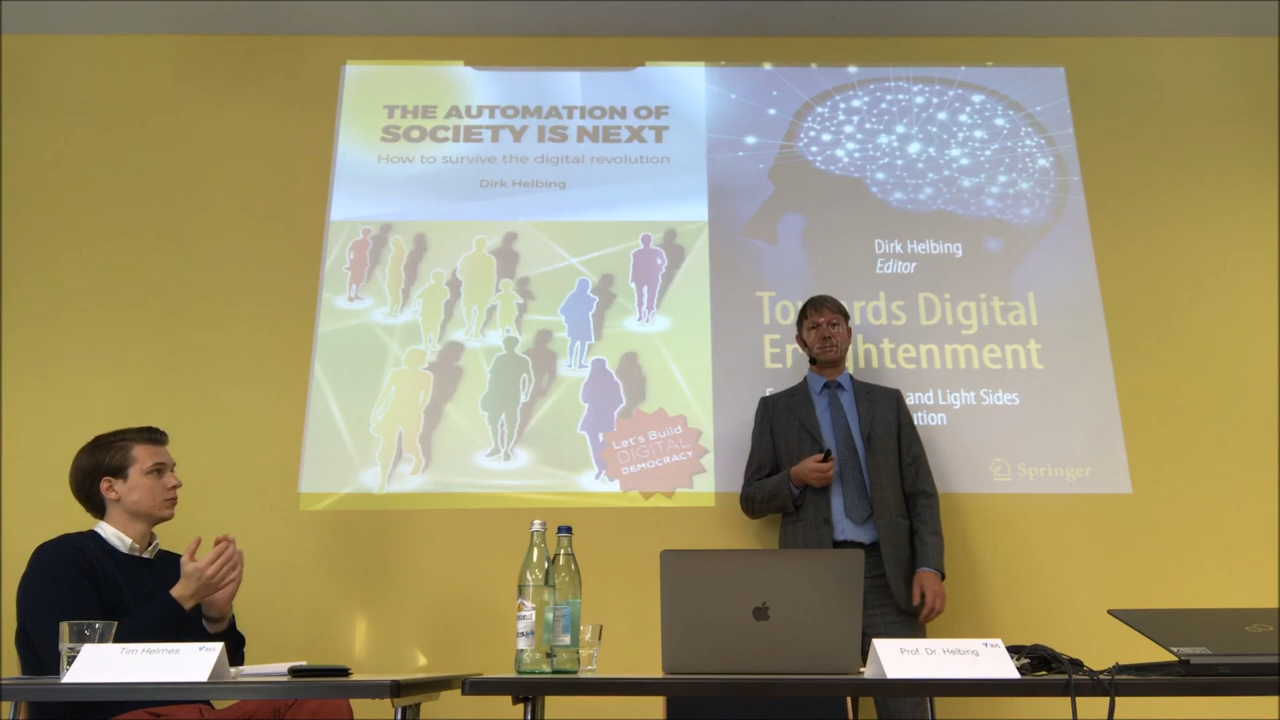 THE AUTOMATION OF
SOCIETY IS NEXT
How to survive the digital revolution
Dirk Helbing
Let's Build
DIGITAL
DEMOCRACY
Dirk Helbing
Editor
Digital
and Light Sides
Springer
Tim Helmes
Prof. Dr. Helbing